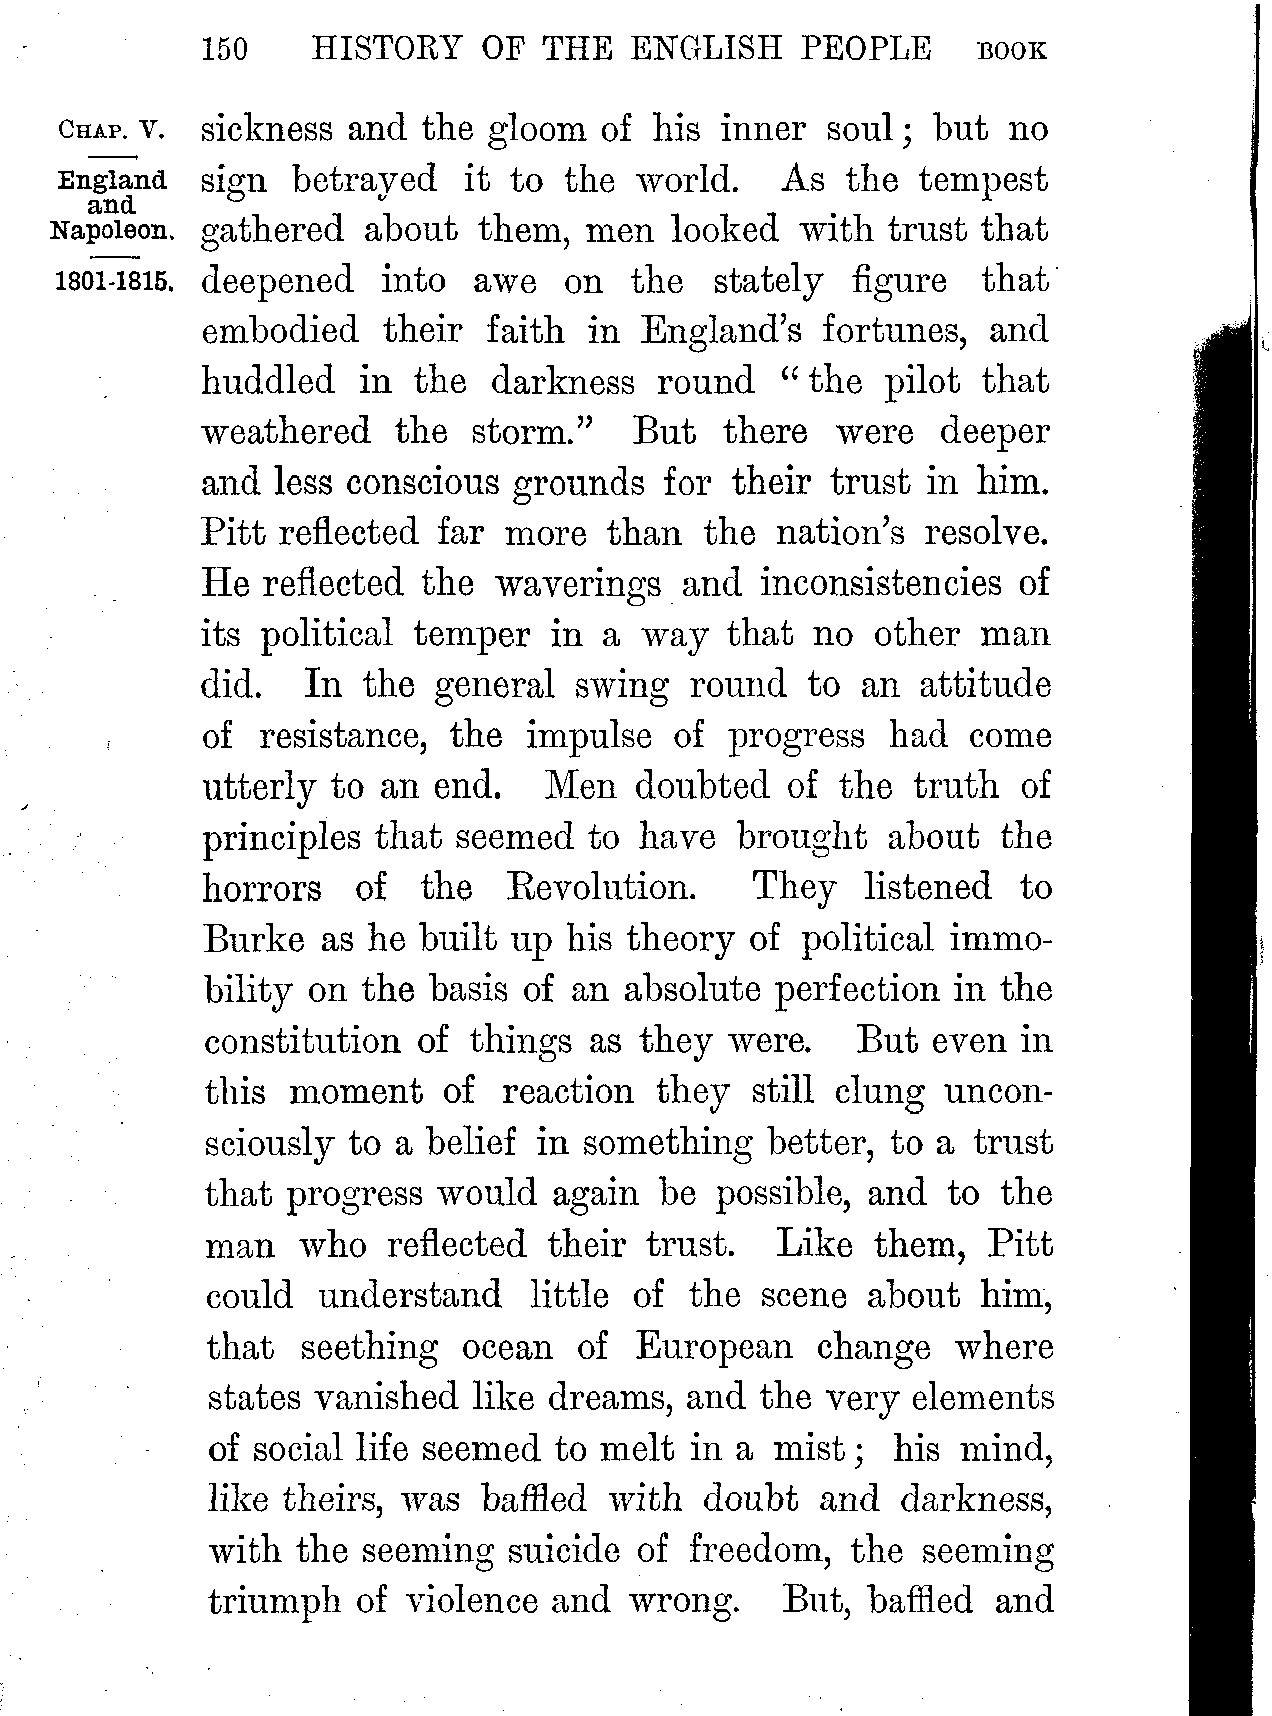 150 HISTORY OF THE ENGLISH PEOPLE BOOK
CHAP. V.
England
and
Napoleon.
1801-1815.
sickness and the gloom of his inner soul; but no
sign betrayed it to the world. As the tempest
gathered about them, men looked with trust that
deepened into awe on the stately figure that
embodied their faith in England's fortunes, and
huddled in the darkness round "the pilot that
weathered the storm." But there were deeper
and less conscious grounds for their trust in him.
Pitt reflected far more than the nation's resolve.
He reflected the waverings and inconsistencies of
its political temper in a way that no other man
did. In the general swing round to an attitude
of resistance, the impulse of progress had come
utterly to an end. Men doubted of the truth of
principles that seemed to have brought about the
horrors of the Revolution. They listened to
Burke as he built up his theory of political immo-
bility on the basis of an absolute perfection in the
constitution of things as they were. But even in
this moment of reaction they still clung uncon-
sciously to a belief in something better, to a trust
that progress would again be possible, and to the
man who reflected their trust. Like them, Pitt
could understand little of the scene about him,
that seething ocean of European change where
states vanished like dreams, and the very elements
of social life seemed to melt in a mist; his mind,
like theirs, was baffled with doubt and darkness,
with the seeming suicide of freedom, the seeming
triumph of violence and wrong. But, baffled and